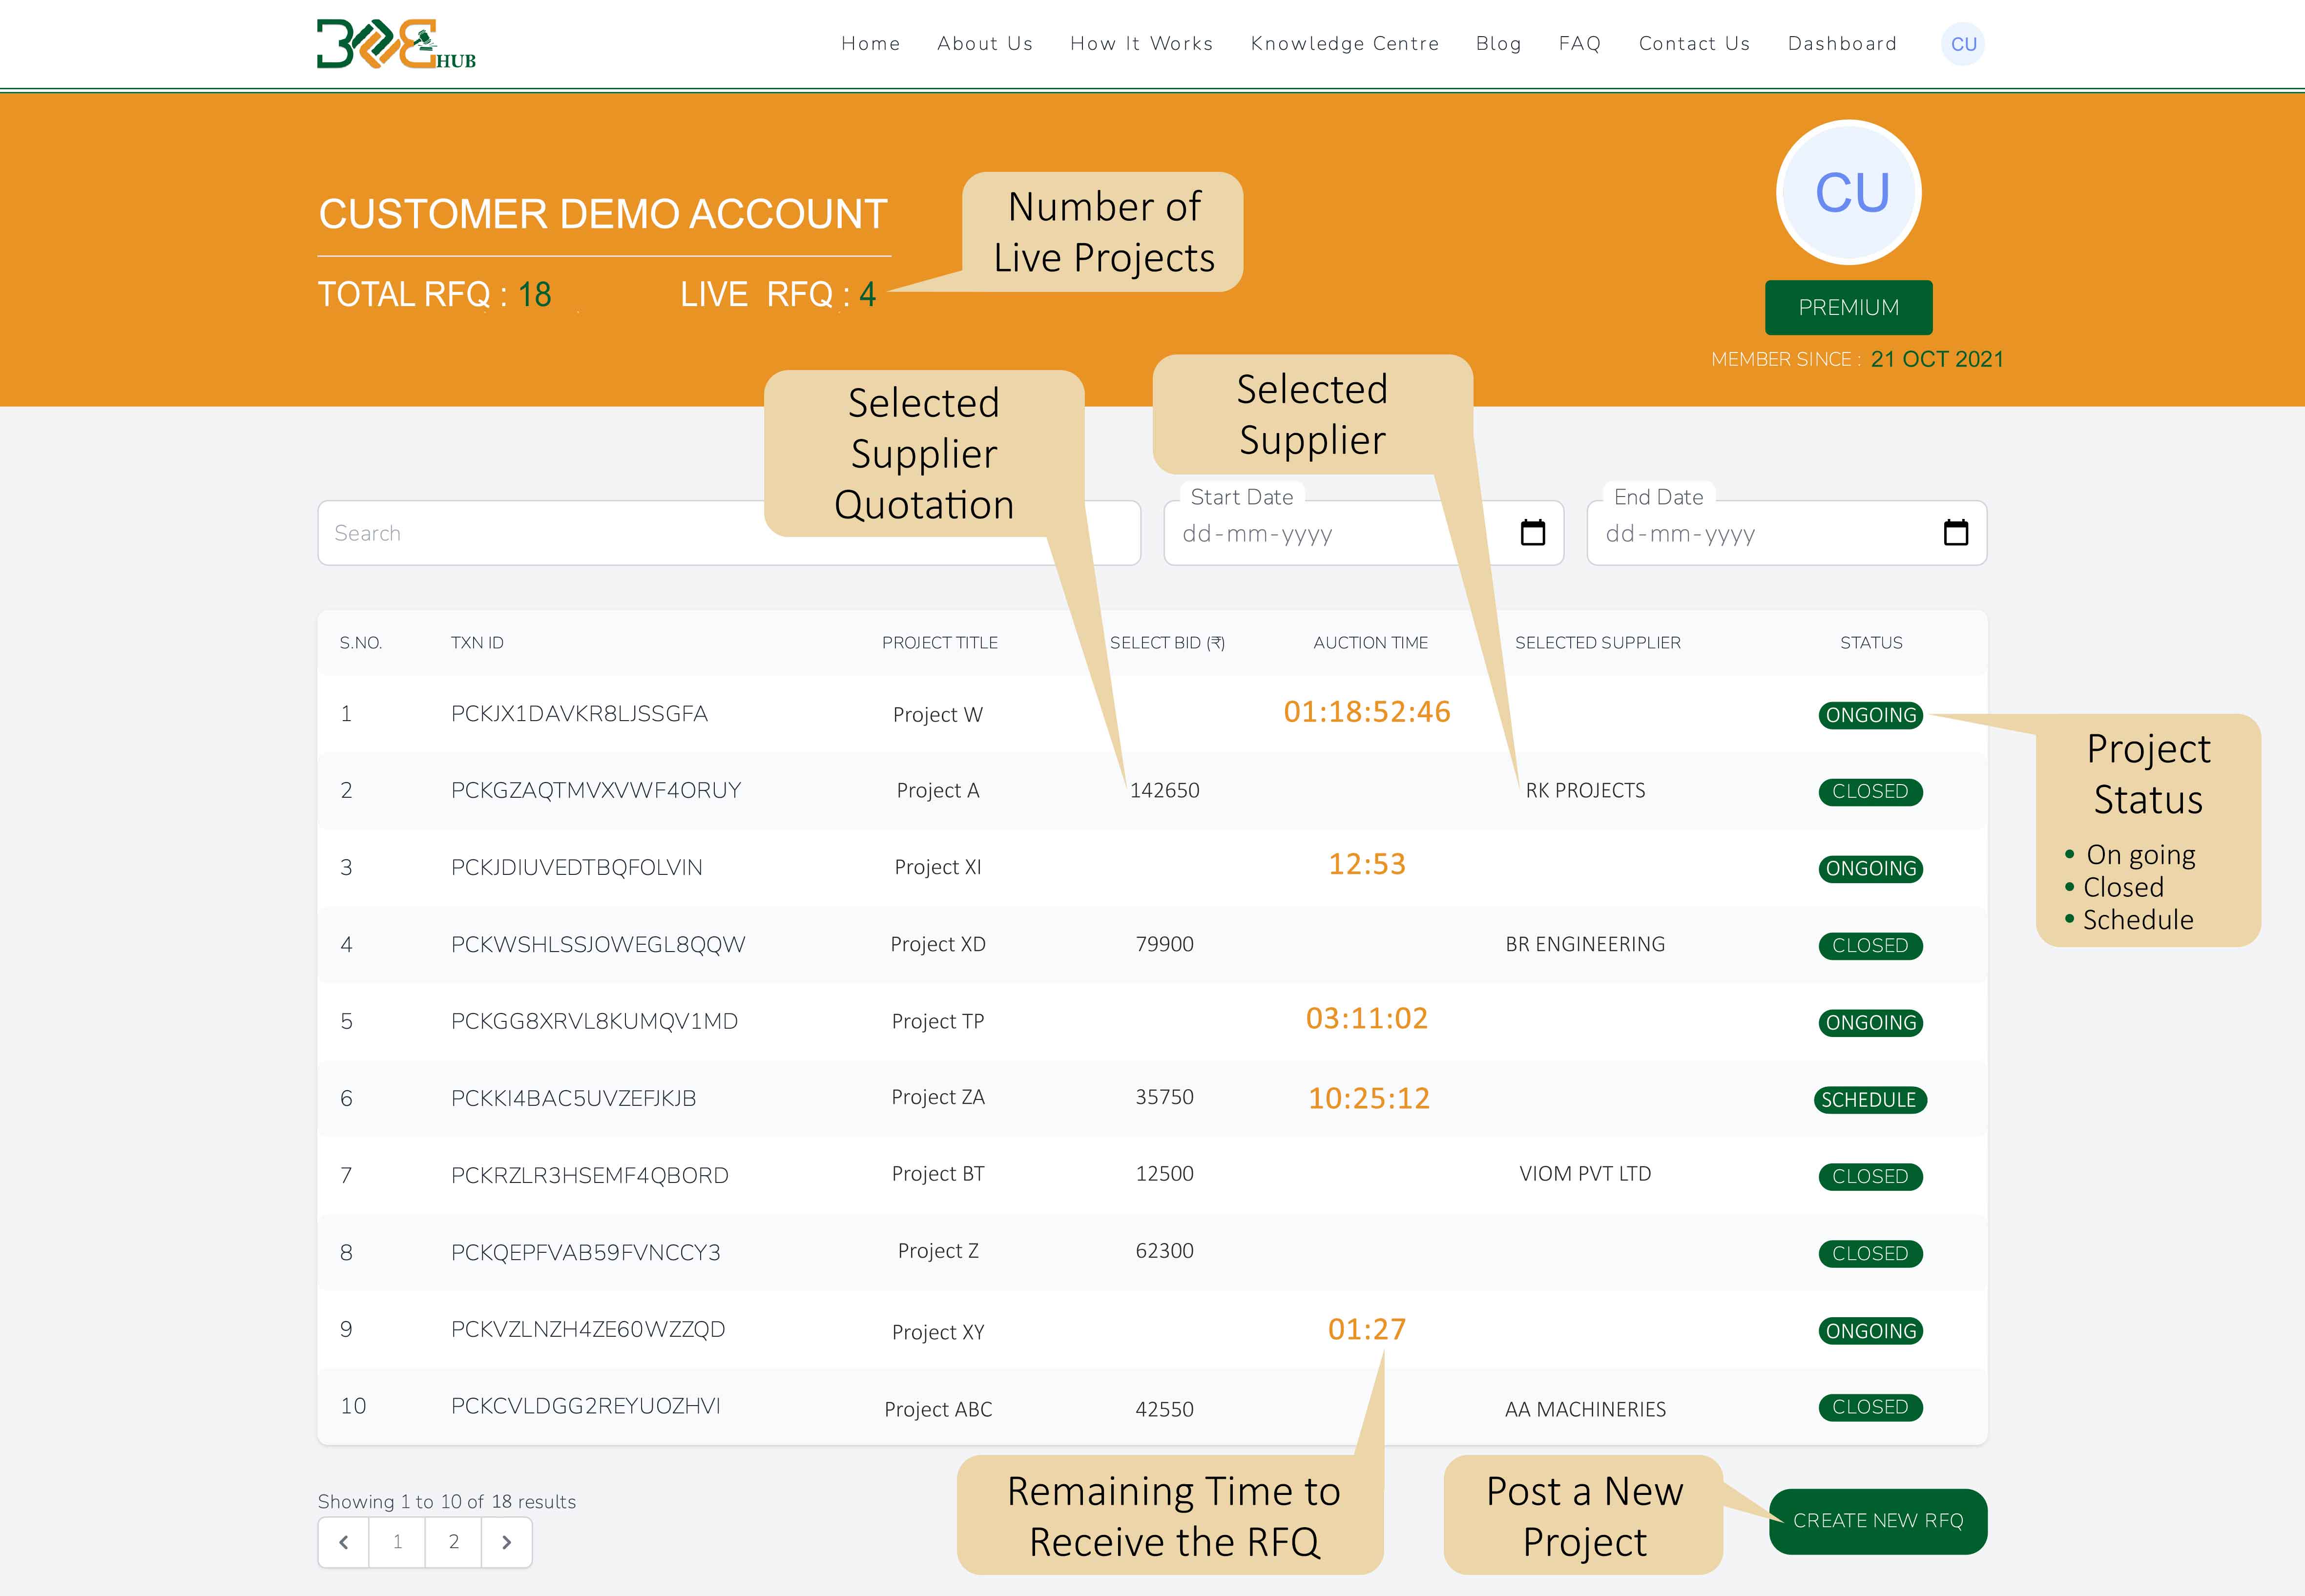 HUB
Home About Us How It Works Knowledge Centre Blog FAQ Contact Us Dashboard CU
CUSTOMER DEMO ACCOUNT
TOTAL RFQ : 18 LIVE RFQ : 4
Number of
Live Projects
CU
PREMIUM
MEMBER SINCE : 21 OCT 2021
Selected
Supplier
Quotation
Selected
Supplier
Search
Start Date
dd-mm-yyyy
End Date
dd-mm-yyyy
S.NO. TXN ID PROJECT TITLE SELECT BID (₹) AUCTION TIME SELECTED SUPPLIER STATUS
1 PCKJX1DAVKR8LJSSGFA Project W 01:18:52:46 ONGOING
2 PCKGZAQTMVXVWF4ORUY Project A 142650 RK PROJECTS CLOSED
3 PCKJDIUVEDTBQFOLVIN Project XI 12:53 ONGOING
4 PCKWSHLSSJOWEGL8QQW Project XD 79900 BR ENGINEERING CLOSED
5 PCKGG8XRVL8KUMQV1MD Project TP 03:11:02 ONGOING
6 PCKKI4BAC5UVZEFJKJB Project ZA 35750 10:25:12 SCHEDULE
7 PCKRZLR3HSEMF4QBORD Project BT 12500 VIOM PVT LTD CLOSED
8 PCKQEPFVAB59FVNCCY3 Project Z 62300 CLOSED
9 PCKVZLNZH4ZE60WZZQD Project XY 01:27 ONGOING
10 PCKCVLDGG2REYUOZHVI Project ABC 42550 AA MACHINERIES CLOSED
Project
Status
• On going
• Closed
• Schedule
Showing 1 to 10 of 18 results
< 1 2 >
Remaining Time to
Receive the RFQ
Post a New
Project
CREATE NEW RFQ